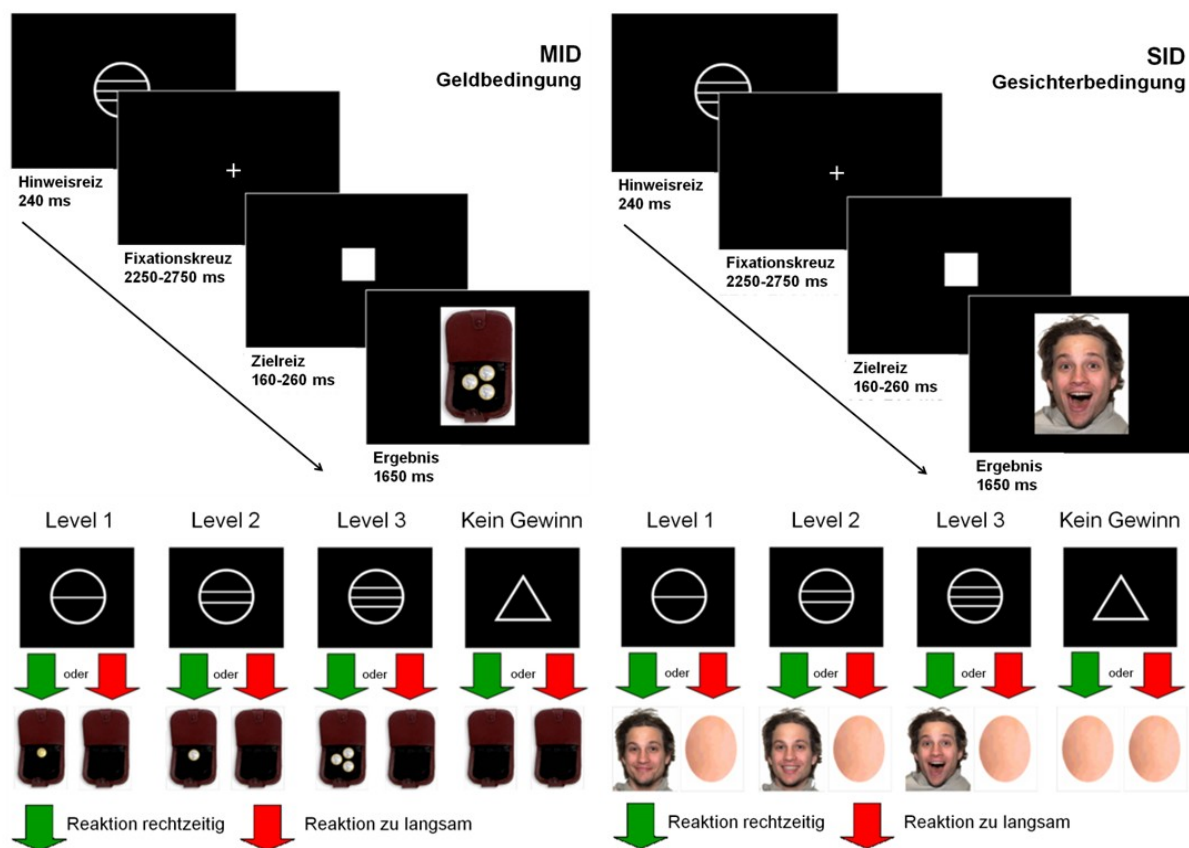 MID
Geldbedingung
Hinweisreiz
240 ms
Fixationskreuz
2250-2750 ms
Zielreiz
160-260 ms
Ergebnis
1650 ms
SID
Gesichterbedingung
Hinweisreiz
240 ms
Fixationskreuz
2250-2750 ms
Zielreiz
160-260 ms
Ergebnis
1650 ms
Level 1 Level 2 Level 3 Kein Gewinn
oder oder oder oder
Reaktion rechtzeitig Reaktion zu langsam
Level 1 Level 2 Level 3 Kein Gewinn
oder oder oder oder
Reaktion rechtzeitig Reaktion zu langsam